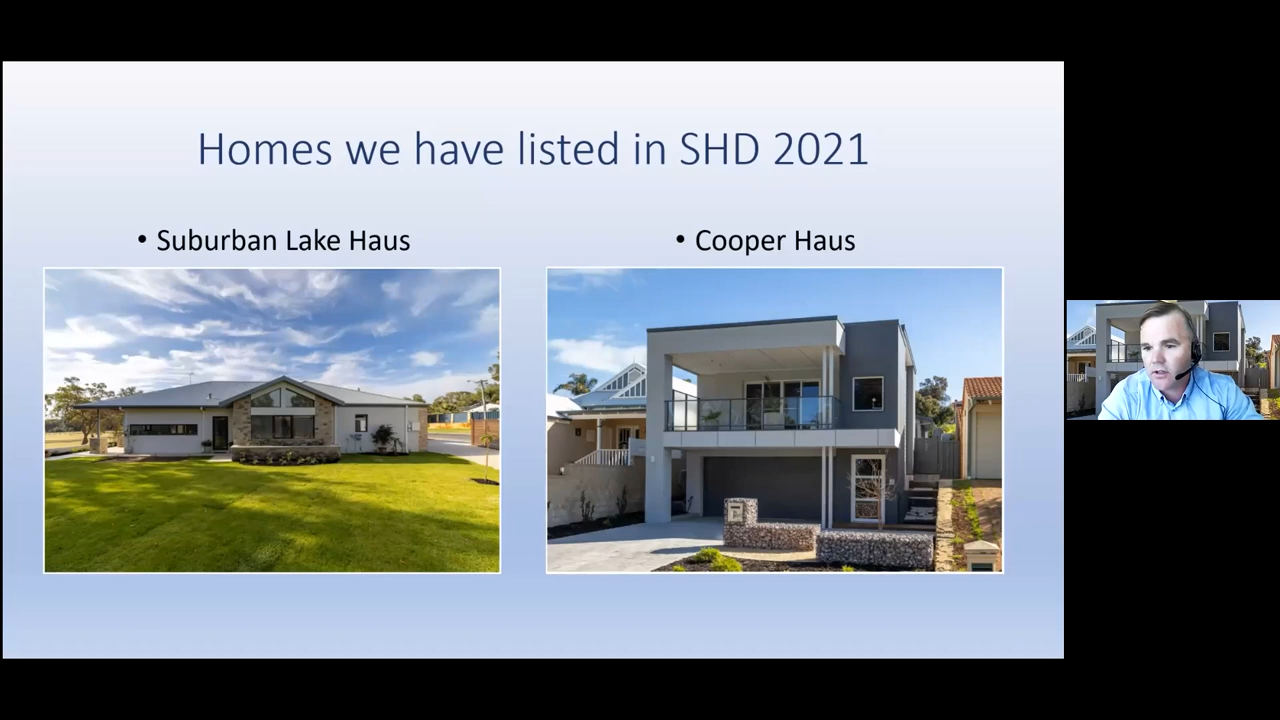 Homes we have listed in SHD 2021
• Suburban Lake Haus
• Cooper Haus